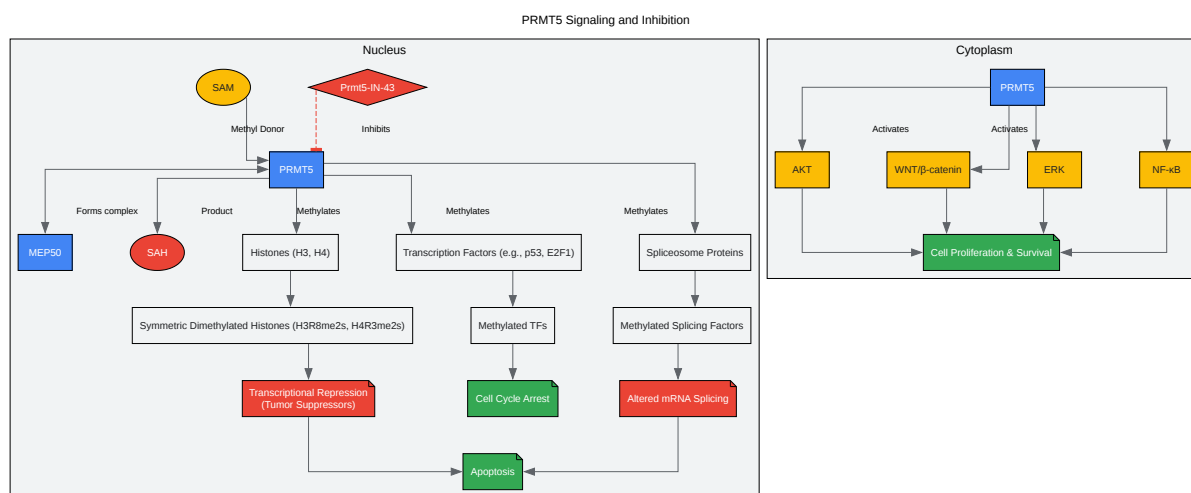 PRMT5 Signaling and Inhibition
Nucleus
SAM
Prmt5-IN-43
Methyl Donor
Inhibits
PRMT5
Forms complex
Product
Methylates
Methylates
Methylates
MEP50
SAH
Histones (H3, H4)
Transcription Factors (e.g., p53, E2F1)
Spliceosome Proteins
Symmetric Dimethylated Histones (H3R8me2s, H4R3me2s)
Methylated TFs
Methylated Splicing Factors
Transcriptional Repression
(Tumor Suppressors)
Cell Cycle Arrest
Altered mRNA Splicing
Apoptosis
Cytoplasm
PRMT5
Activates
Activates
AKT
WNT/β-catenin
ERK
NF-κB
Cell Proliferation & Survival